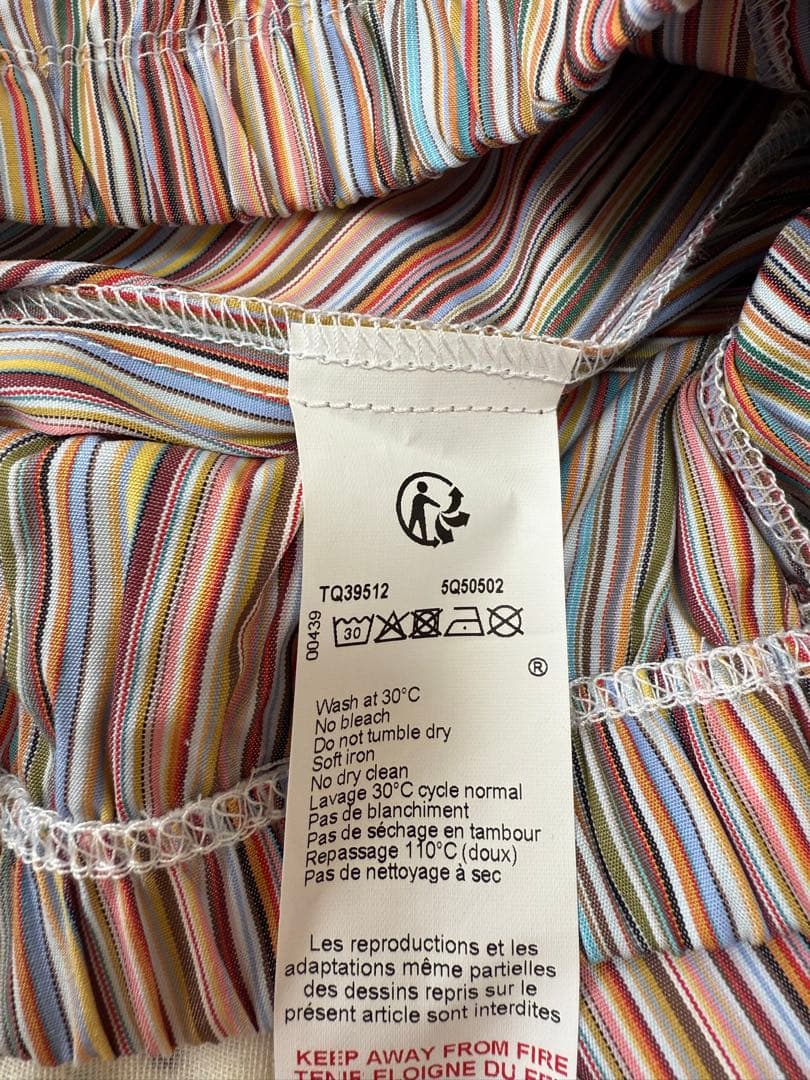 TQ39512 5Q50502
00439
30
®
Wash at 30°C
No bleach
Do not tumble dry
Soft iron
No dry clean
Lavage 30°C cycle normal
Pas de blanchiment
Pas de séchage en tambour
Repassage 110°C (doux)
Pas de nettoyage à sec
Les reproductions et les
adaptations même partielles
des dessins repris sur le
présent article sont interdites
KEEP AWAY FROM FIRE
TENIR ELOIGNE DU